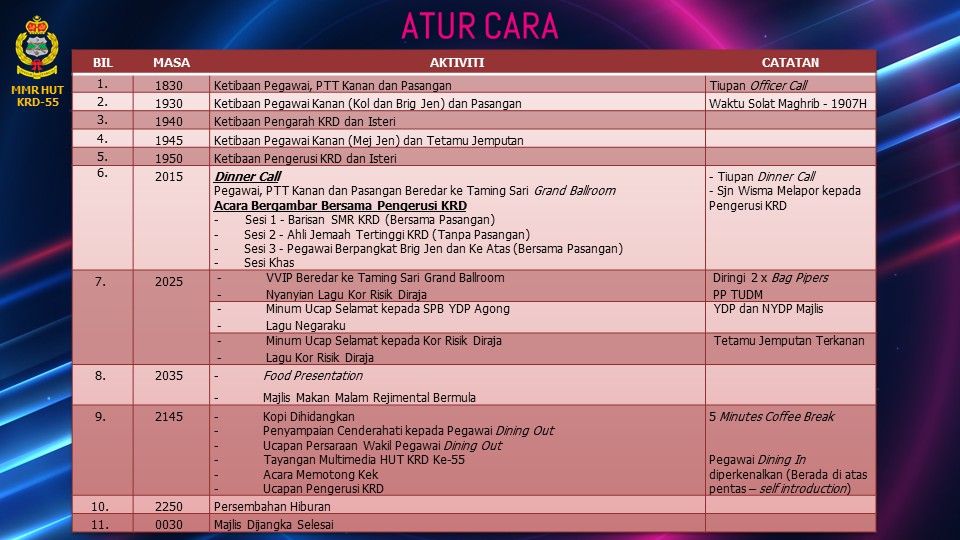 ATUR CARA
MMR HUT
KRD-55
BIL MASA AKTIVITI CATATAN
1. 1830 Ketibaan Pegawai, PTT Kanan dan Pasangan Tiupan Officer Call
2. 1930 Ketibaan Pegawai Kanan (Kol dan Brig Jen) dan Pasangan Waktu Solat Maghrib - 1907H
3. 1940 Ketibaan Pengarah KRD dan Isteri
4. 1945 Ketibaan Pegawai Kanan (Mej Jen) dan Tetamu Jemputan
5. 1950 Ketibaan Pengerusi KRD dan Isteri
6. 2015 Dinner Call - Tiupan Dinner Call
Pegawai, PTT Kanan dan Pasangan Beredar ke Taming Sari Grand Ballroom - Sjn Wisma Melapor kepada
Acara Bergambar Bersama Pengerusi KRD Pengerusi KRD
- Sesi 1 - Barisan SMR KRD (Bersama Pasangan)
- Sesi 2 - Ahli Jemaah Tertinggi KRD (Tanpa Pasangan)
- Sesi 3 - Pegawai Berpangkat Brig Jen dan Ke Atas (Bersama Pasangan)
- Sesi Khas
7. 2025 - VVIP Beredar ke Taming Sari Grand Ballroom Diringi 2 x Bag Pipers
- Nyanyian Lagu Kor Risik Diraja PP TUDM
- Minum Ucap Selamat kepada SPB YDP Agong YDP dan NYDP Majlis
- Lagu Negaraku
- Minum Ucap Selamat kepada Kor Risik Diraja Tetamu Jemputan Terkanan
- Lagu Kor Risik Diraja
8. 2035 - Food Presentation
- Majlis Makan Malam Rejimental Bermula
9. 2145 - Kopi Dihidangkan 5 Minutes Coffee Break
- Penyampaian Cenderahati kepada Pegawai Dining Out
- Ucapan Persaraan Wakil Pegawai Dining Out
- Tayangan Multimedia HUT KRD Ke-55 Pegawai Dining In
- Acara Memotong Kek diperkenalkan (Berada di atas
- Ucapan Pengerusi KRD pentas – self introduction)
10. 2250 Persembahan Hiburan
11. 0030 Majlis Dijangka Selesai